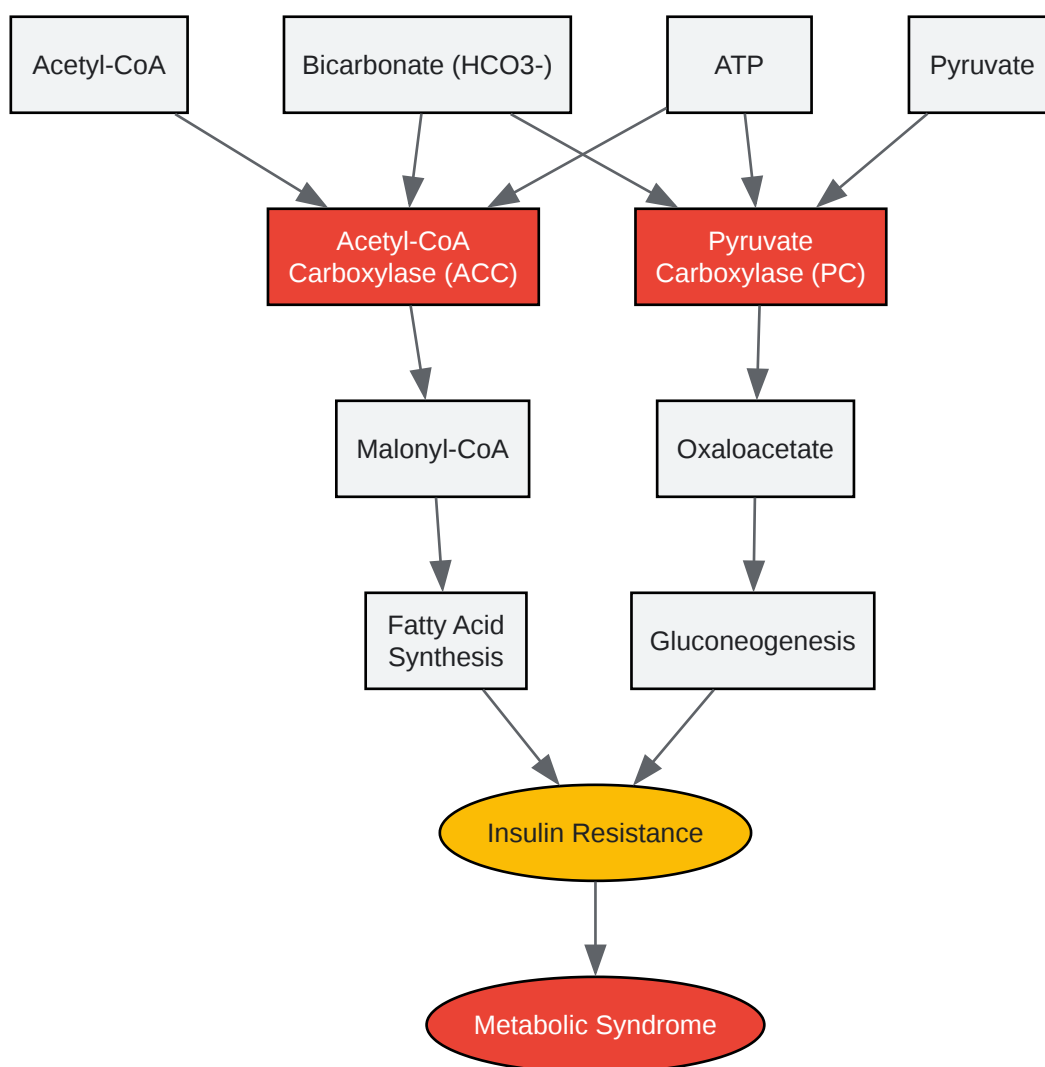 Acetyl-CoA
Bicarbonate (HCO3-)
ATP
Pyruvate
Acetyl-CoA
Carboxylase (ACC)
Pyruvate
Carboxylase (PC)
Malonyl-CoA
Oxaloacetate
Fatty Acid
Synthesis
Gluconeogenesis
Insulin Resistance
Metabolic Syndrome